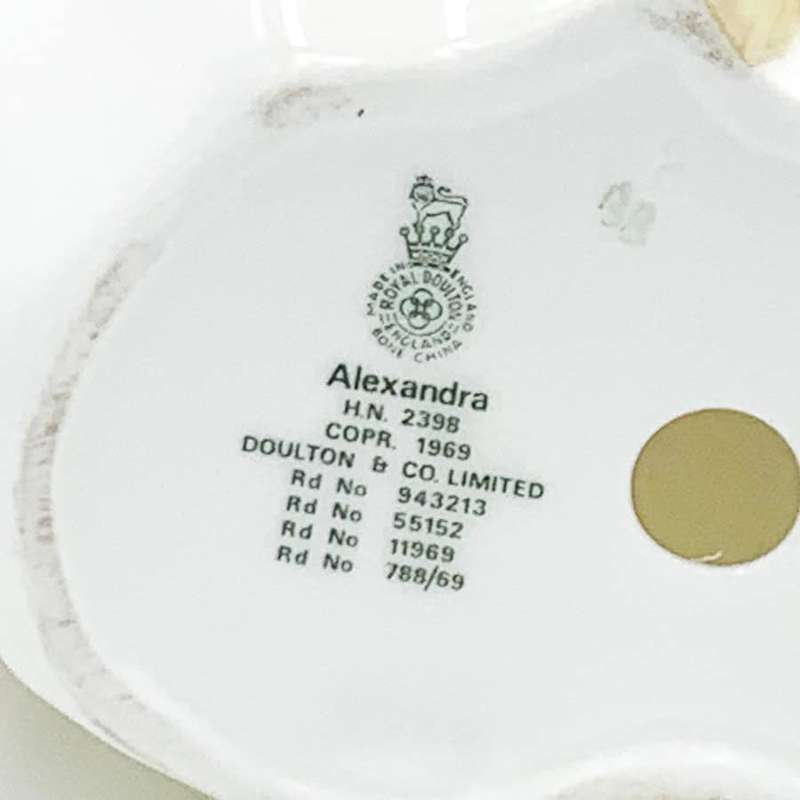 MADE IN ENGLAND
ROYAL DOULTON
ENGLAND
BONE CHINA
Alexandra
H.N. 2398
COPR. 1969
DOULTON & CO. LIMITED
Rd No 943213
Rd No 55152
Rd No 11969
Rd No 788/69